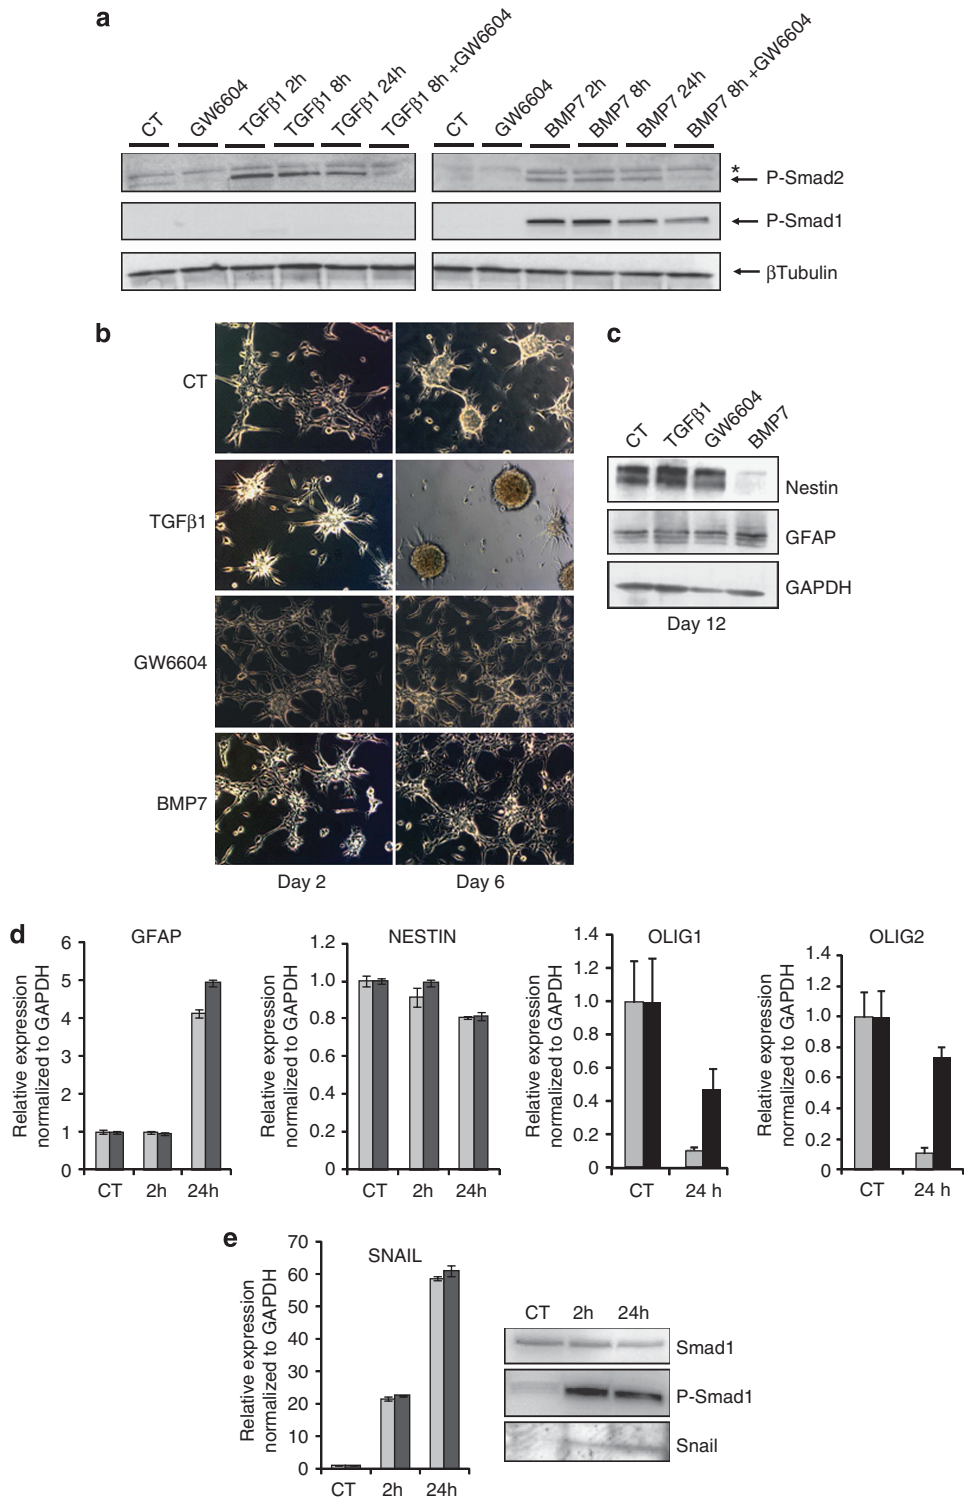 a
CT
GW6604
TGFβ1 2h
TGFβ1 8h
TGFβ1 24h
TGFβ1 8h +GW6604
CT
GW6604
BMP7 2h
BMP7 8h
BMP7 24h
BMP7 8h +GW6604
*
P-Smad2
P-Smad1
βTubulin
b
CT
TGFβ1
GW6604
BMP7
Day 2
Day 6
c
CT
TGFβ1
GW6604
BMP7
Nestin
GFAP
GAPDH
Day 12
d
GFAP
Relative expression
normalized to GAPDH
6
5
4
3
2
1
0
CT
2h
24h
NESTIN
Relative expression
normalized to GAPDH
1.2
1.0
0.8
0.6
0.4
0.2
0
CT
2h
24h
OLIG1
Relative expression
normalized to GAPDH
1.4
1.2
1.0
0.8
0.6
0.4
0.2
0
CT
24 h
OLIG2
Relative expression
normalized to GAPDH
1.4
1.2
1.0
0.8
0.6
0.4
0.2
0
CT
24 h
e
SNAIL
Relative expression
normalized to GAPDH
70
60
50
40
30
20
10
0
CT
2h
24h
CT
2h
24h
Smad1
P-Smad1
Snail